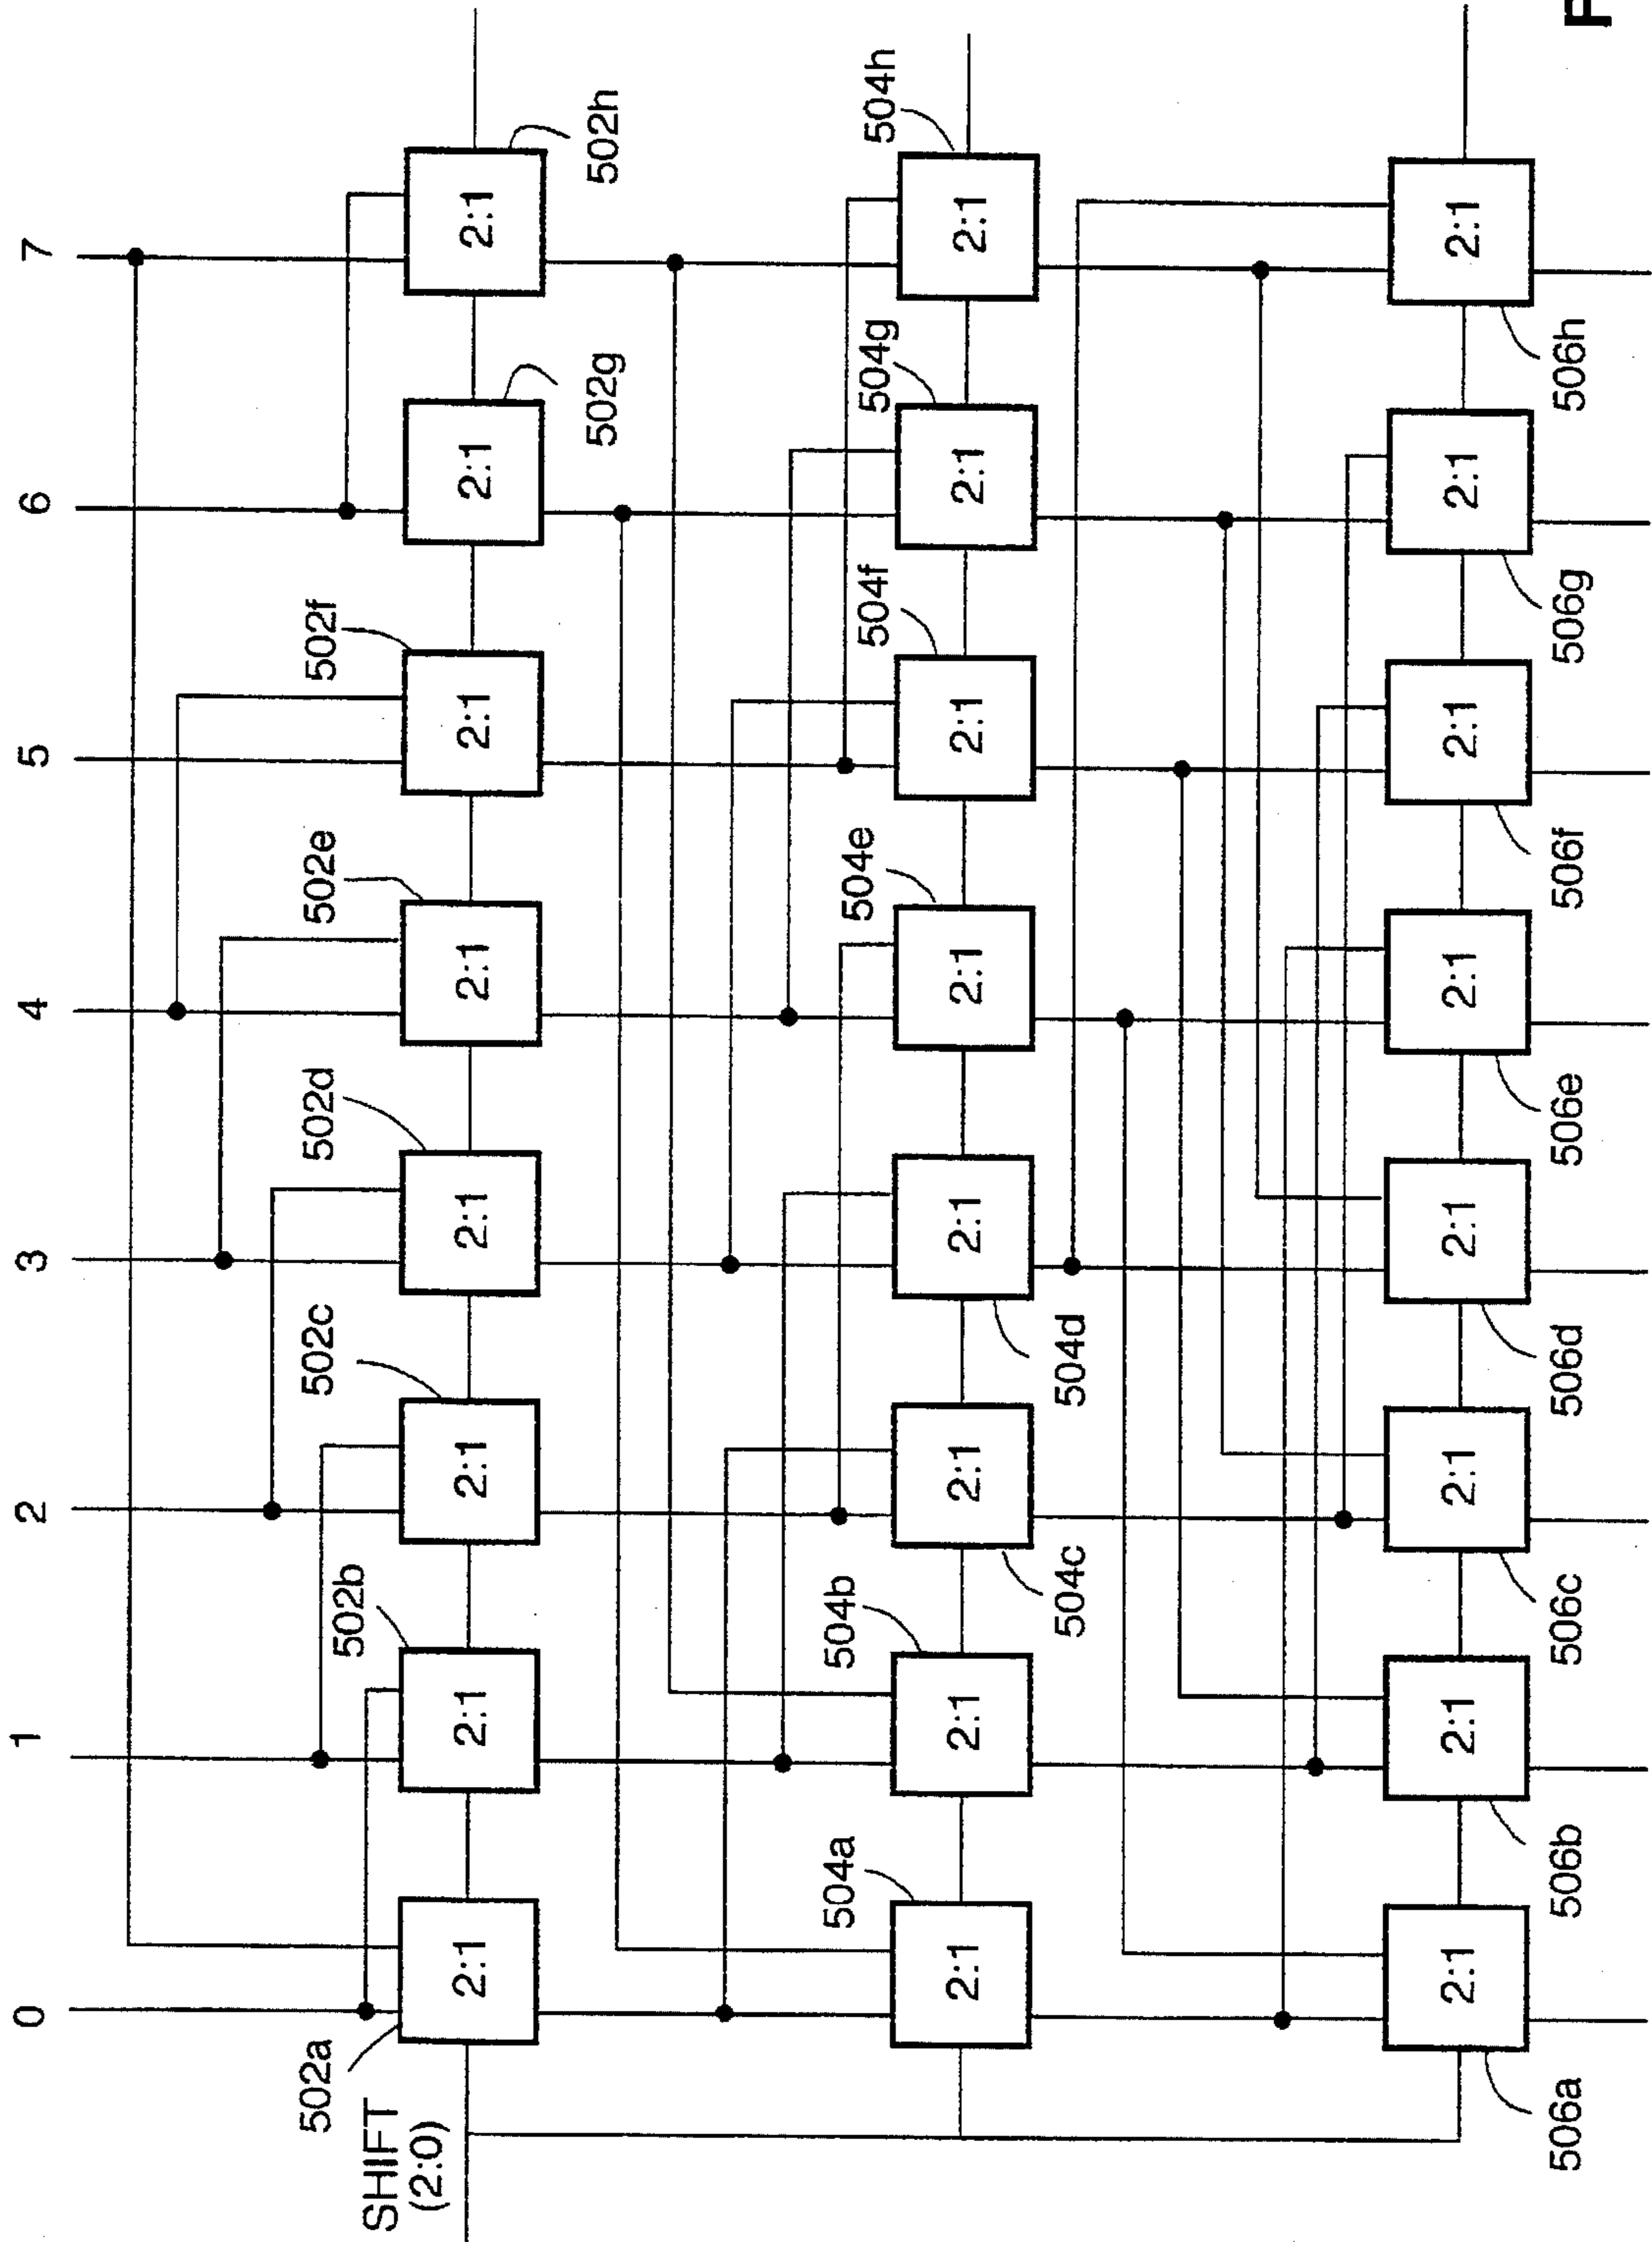 0 1 2 3 4 5 6 7
SHIFT
(2:0)
502a 502b 502c 502d 502e 502f 502g 502h
2:1 2:1 2:1 2:1 2:1 2:1 2:1 2:1
504a 504b 504c 504d 504e 504f 504g 504h
2:1 2:1 2:1 2:1 2:1 2:1 2:1 2:1
2:1 2:1 2:1 2:1 2:1 2:1 2:1 2:1
506a 506b 506c 506d 506e 506f 506g 506h